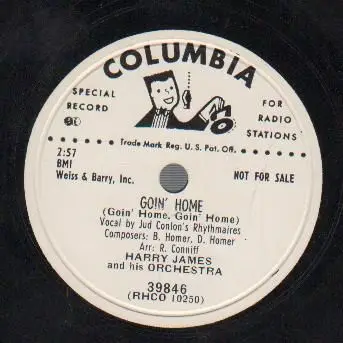 COLUMBIA
SPECIAL RECORD
FOR RADIO STATIONS
Trade Mark Reg. U. S. Pat. Off.
2:57
BMI
Weiss & Barry, Inc.
NOT FOR SALE
GOIN' HOME
(Goin' Home, Goin' Home)
Vocal by Jud Conlon's Rhythmaires
Composers: B. Homer, D. Homer
Arr: R. Conniff
HARRY JAMES
and his ORCHESTRA
39846
(RHCO 10250)